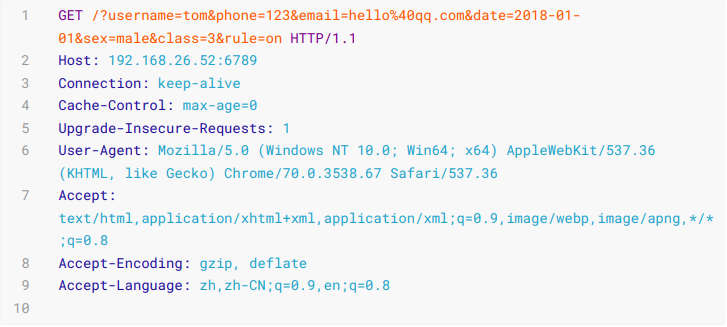 1 GET /?username=tom&phone=123&email=hello%40qq.com&date=2018-01-
01&sex=male&class=3&rule=on HTTP/1.1
2 Host: 192.168.26.52:6789
3 Connection: keep-alive
4 Cache-Control: max-age=0
5 Upgrade-Insecure-Requests: 1
6 User-Agent: Mozilla/5.0 (Windows NT 10.0; Win64; x64) AppleWebKit/537.36
(KHTML, like Gecko) Chrome/70.0.3538.67 Safari/537.36
7 Accept:
text/html,application/xhtml+xml,application/xml;q=0.9,image/webp,image/apng,*/*
;q=0.8
8 Accept-Encoding: gzip, deflate
9 Accept-Language: zh,zh-CN;q=0.9,en;q=0.8
10